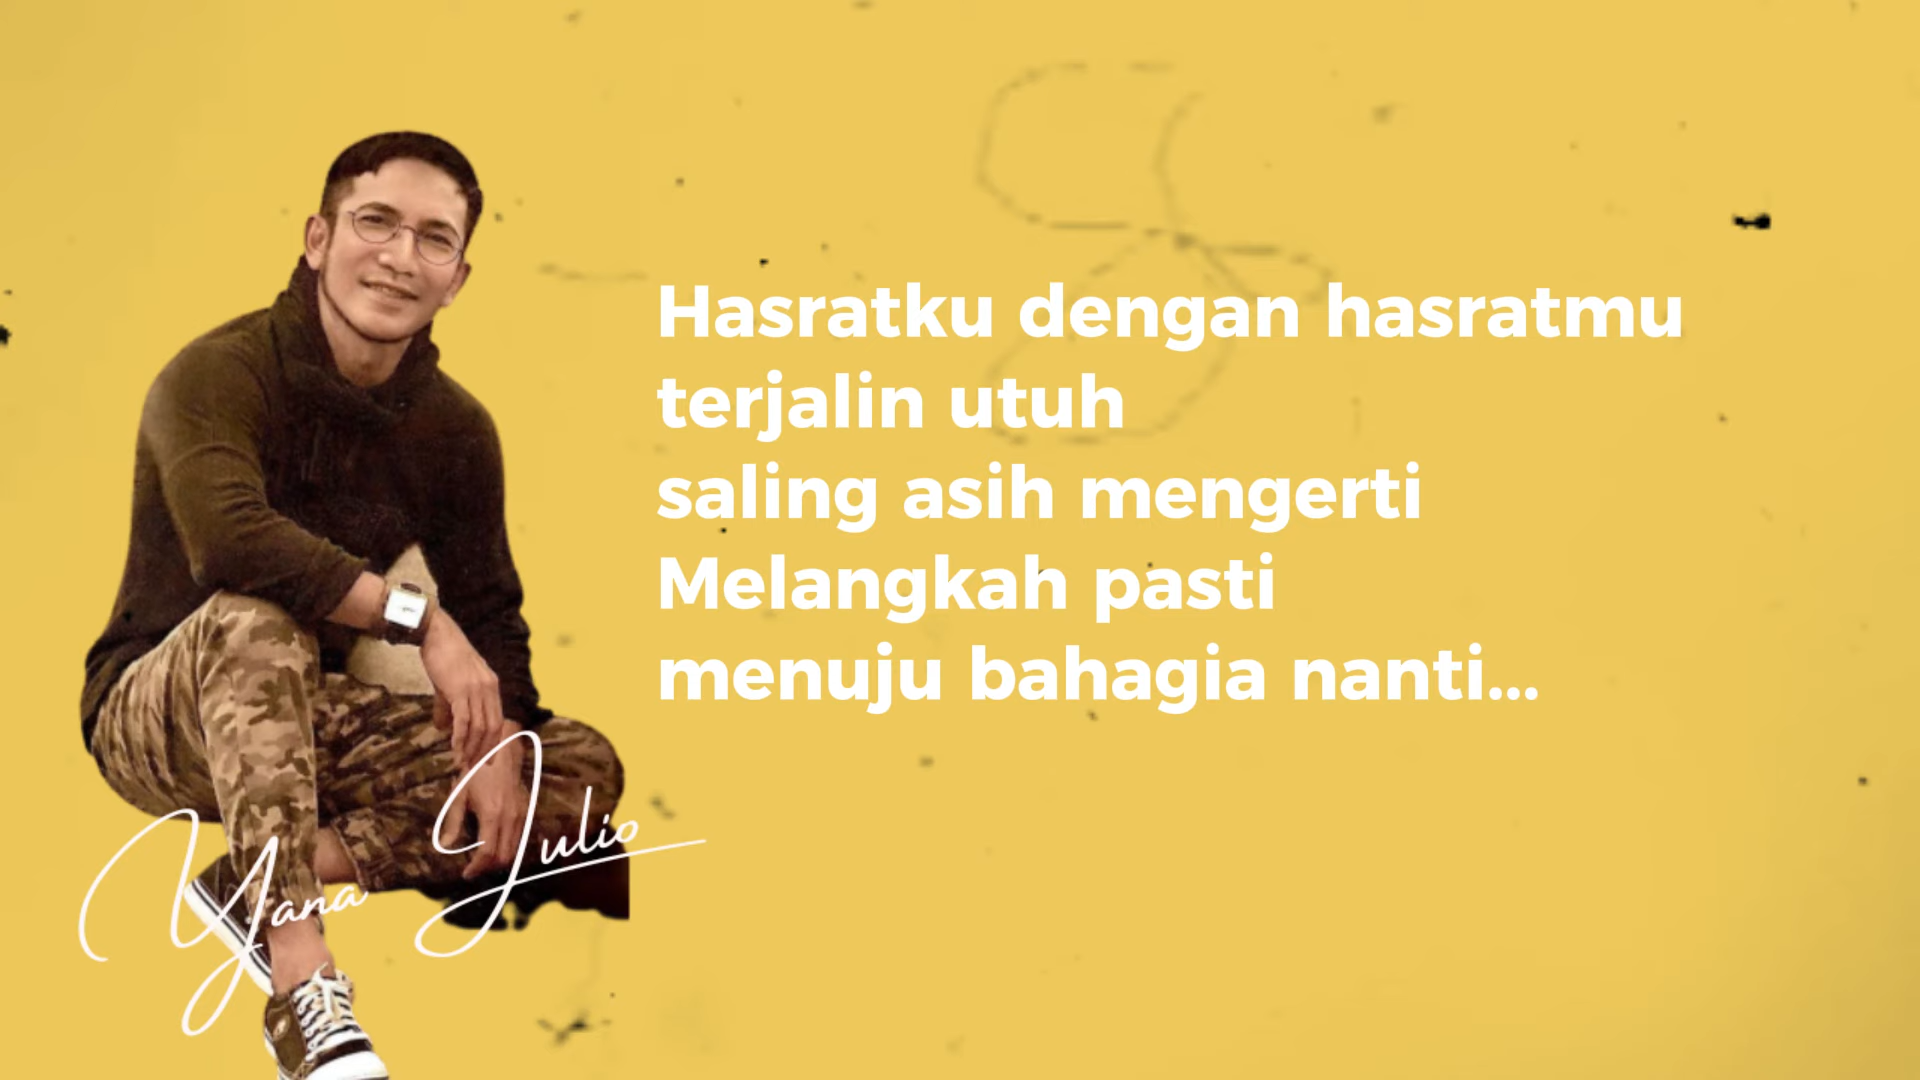 Hasratku dengan hasratmu
terjalin utuh
saling asih mengerti
Melangkah pasti
menuju bahagia nanti...
Yana Julio